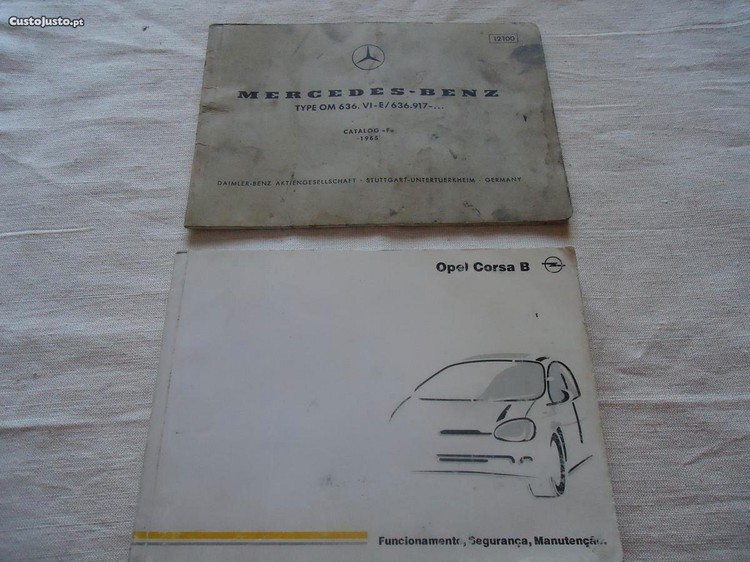 CustoJusto.pt
12100
MERCEDES-BENZ
TYPE OM 636. VI-E/636.917-...
CATALOG «F»
1965
DAIMLER-BENZ AKTIENGESELLSCHAFT · STUTTGART-UNTERTUERKHEIM · GERMANY
Opel Corsa B
Funcionamento, Segurança, Manutenção.